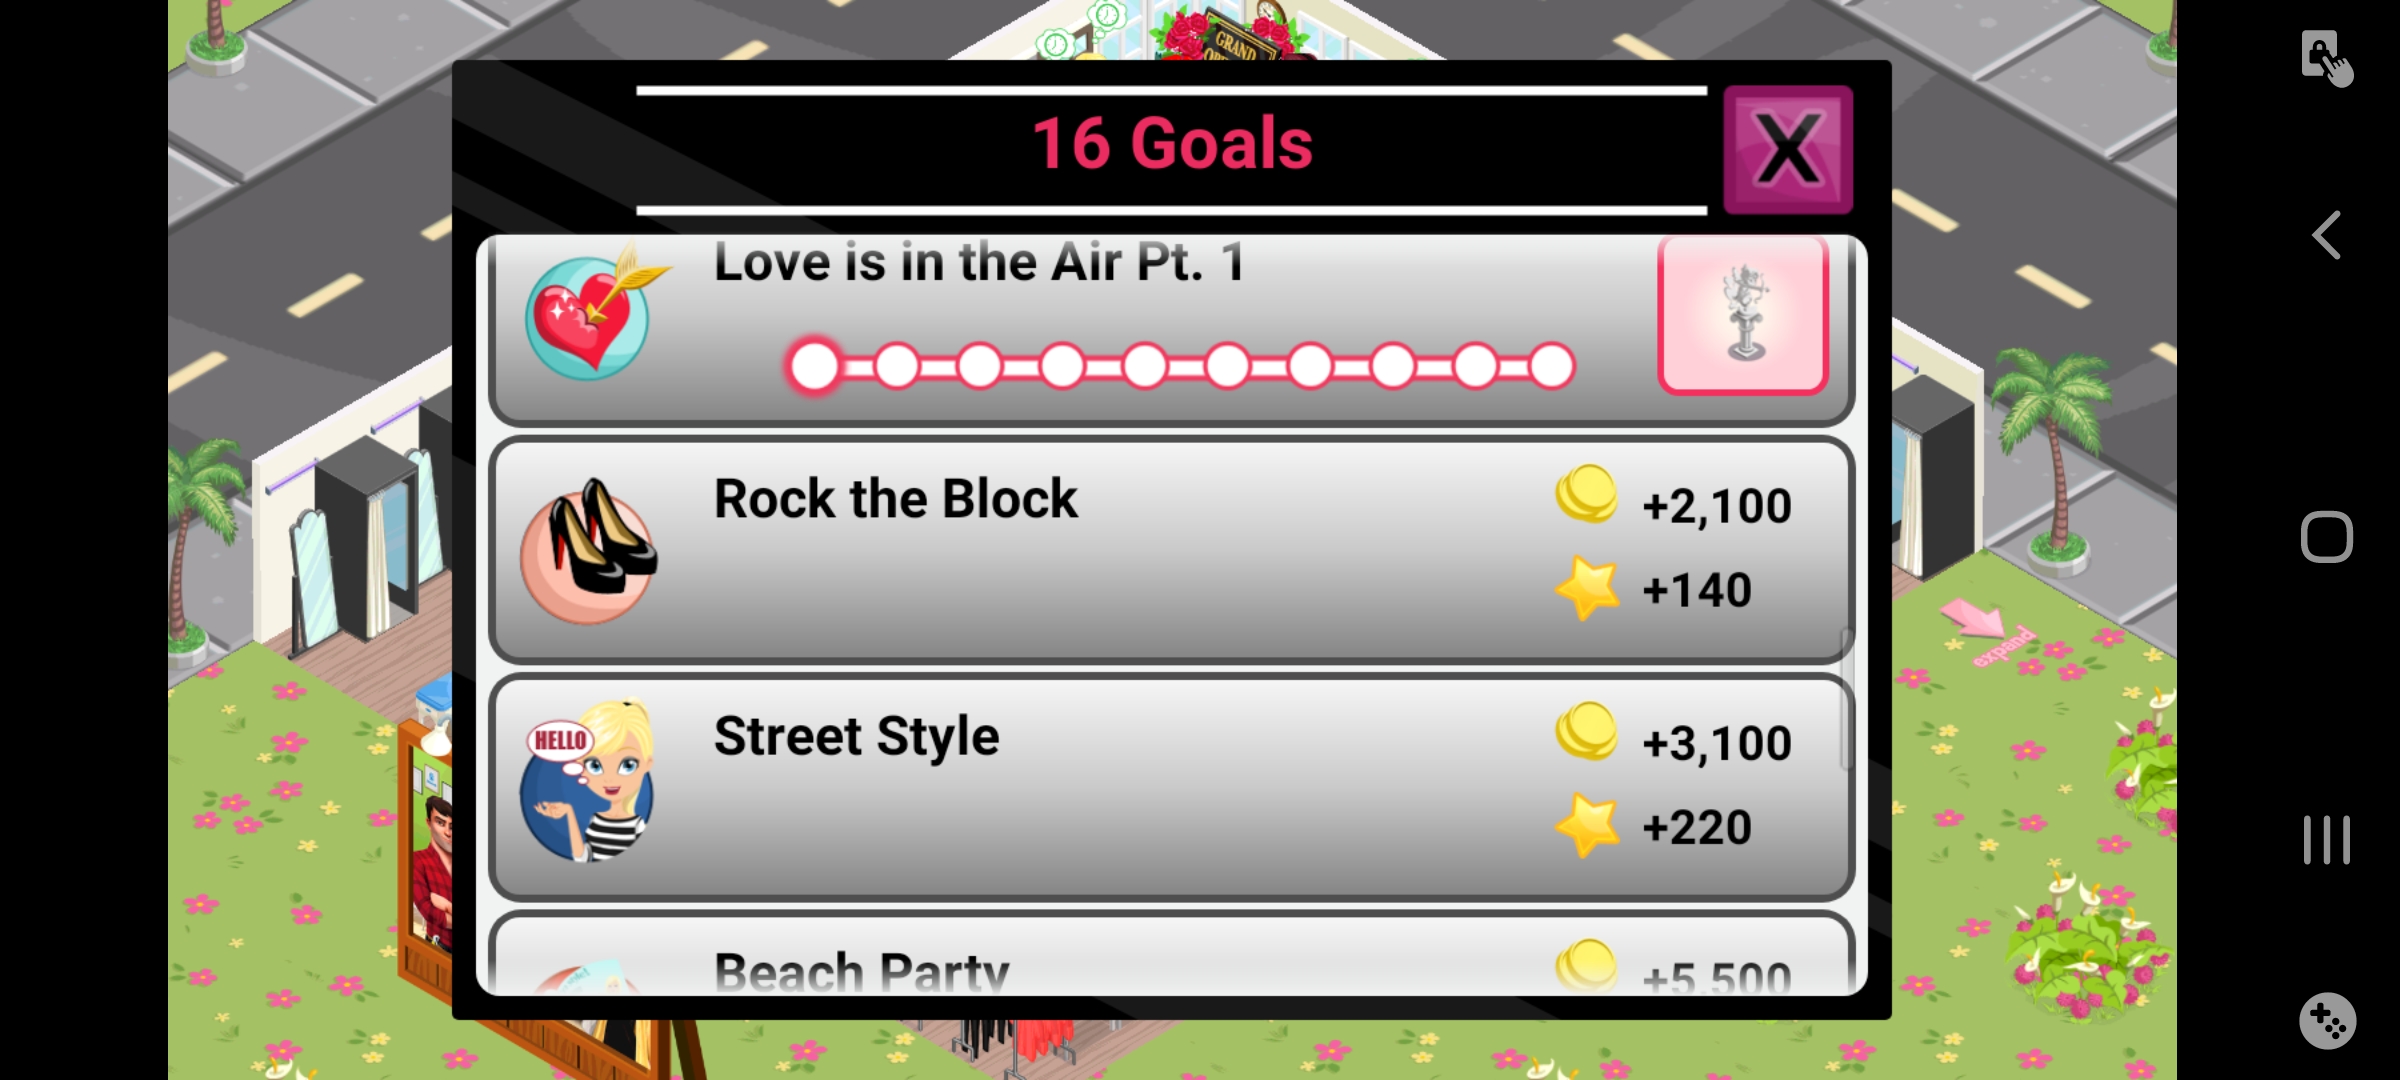 GRAND
16 Goals
X
Love is in the Air Pt. 1
Rock the Block
+2,100
+140
HELLO
Street Style
+3,100
+220
expand
Beach Party
+5,500